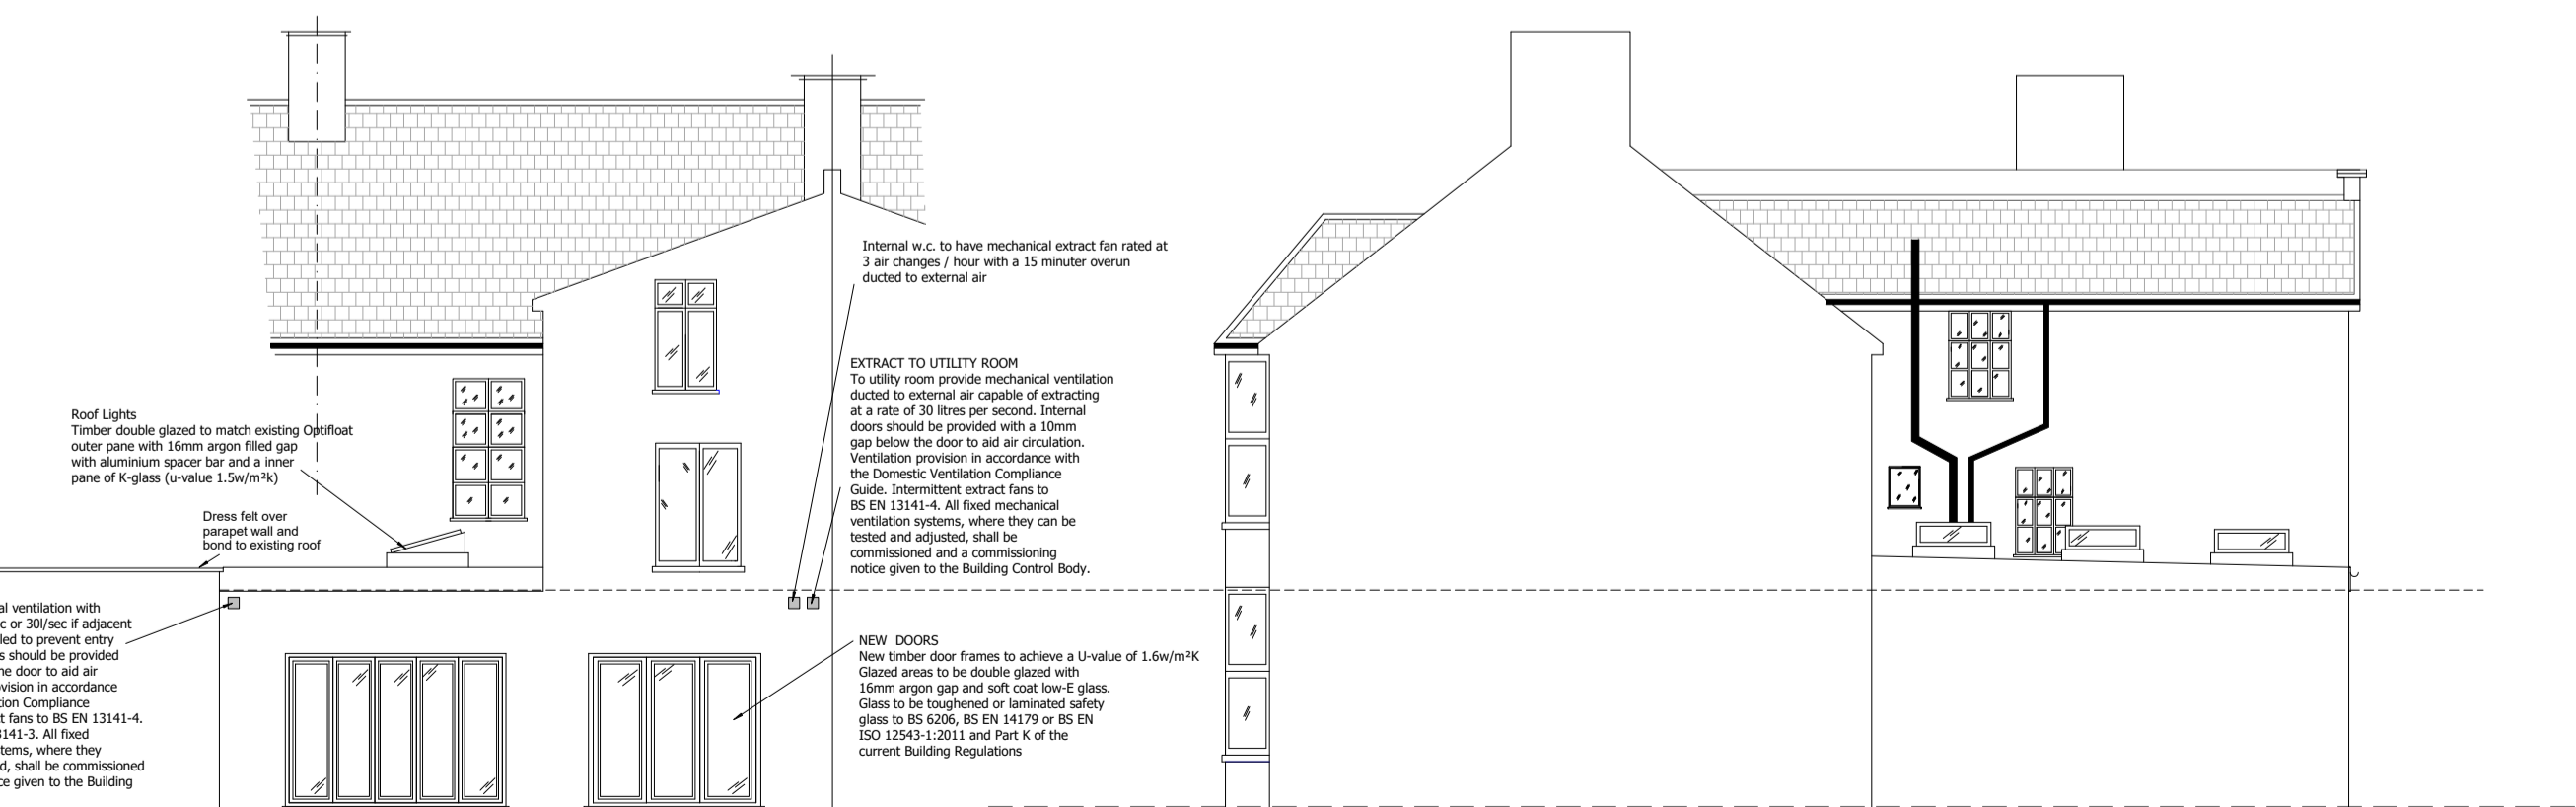 Internal w.c. to have mechanical extract fan rated at
3 air changes / hour with a 15 minuter overun
ducted to external air
EXTRACT TO UTILITY ROOM
To utility room provide mechanical ventilation
ducted to external air capable of extracting
at a rate of 30 litres per second. Internal
doors should be provided with a 10mm
gap below the door to aid air circulation.
Ventilation provision in accordance with
the Domestic Ventilation Compliance
Guide. Intermittent extract fans to
BS EN 13141-4. All fixed mechanical
ventilation systems, where they can be
tested and adjusted, shall be
commissioned and a commissioning
notice given to the Building Control Body.
Roof Lights
Timber double glazed to match existing Optifloat
outer pane with 16mm argon filled gap
with aluminium spacer bar and a inner
pane of K-glass (u-value 1.5w/m²k)
Dress felt over
parapet wall and
bond to existing roof
al ventilation with
c or 30l/sec if adjacent
led to prevent entry
s should be provided
he door to aid air
vision in accordance
tion Compliance
t fans to BS EN 13141-4.
3141-3. All fixed
tems, where they
d, shall be commissioned
ce given to the Building
NEW DOORS
New timber door frames to achieve a U-value of 1.6w/m²K
Glazed areas to be double glazed with
16mm argon gap and soft coat low-E glass.
Glass to be toughened or laminated safety
glass to BS 6206, BS EN 14179 or BS EN
ISO 12543-1:2011 and Part K of the
current Building Regulations